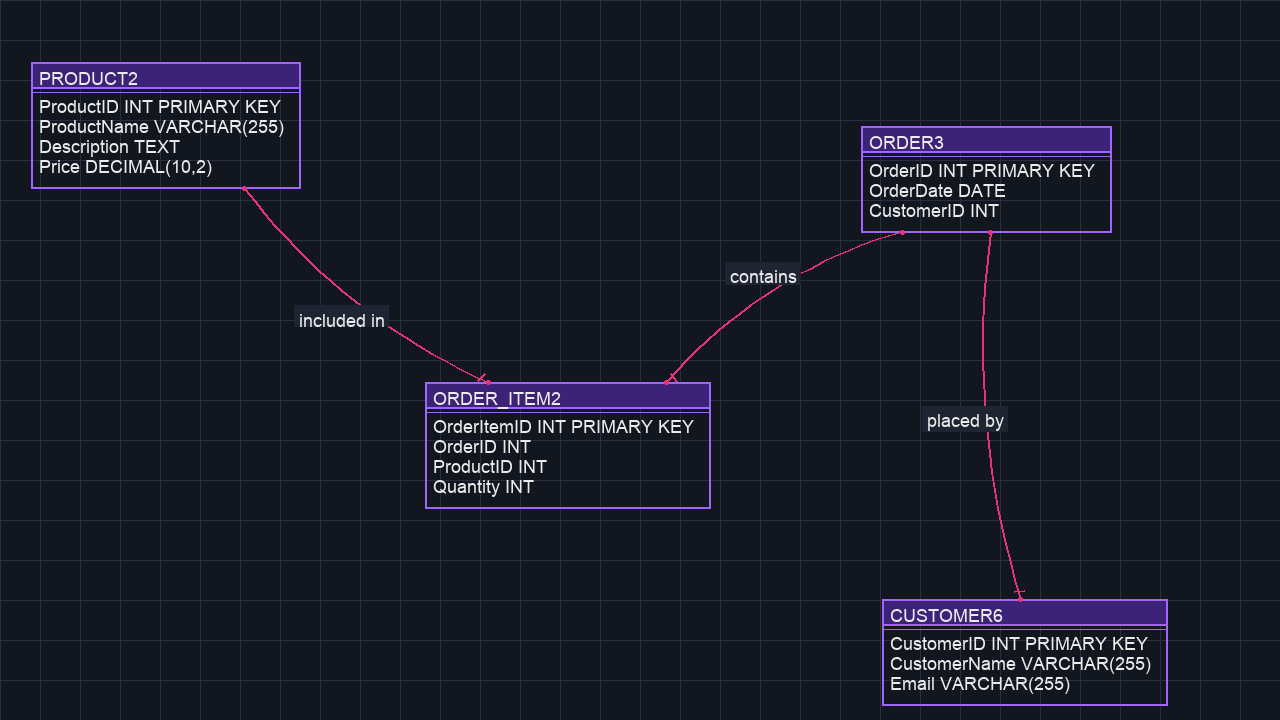 PRODUCT2
ProductID INT PRIMARY KEY
ProductName VARCHAR(255)
Description TEXT
Price DECIMAL(10,2)
ORDER3
OrderID INT PRIMARY KEY
OrderDate DATE
CustomerID INT
contains
included in
ORDER_ITEM2
OrderItemID INT PRIMARY KEY
OrderID INT
ProductID INT
Quantity INT
placed by
CUSTOMER6
CustomerID INT PRIMARY KEY
CustomerName VARCHAR(255)
Email VARCHAR(255)